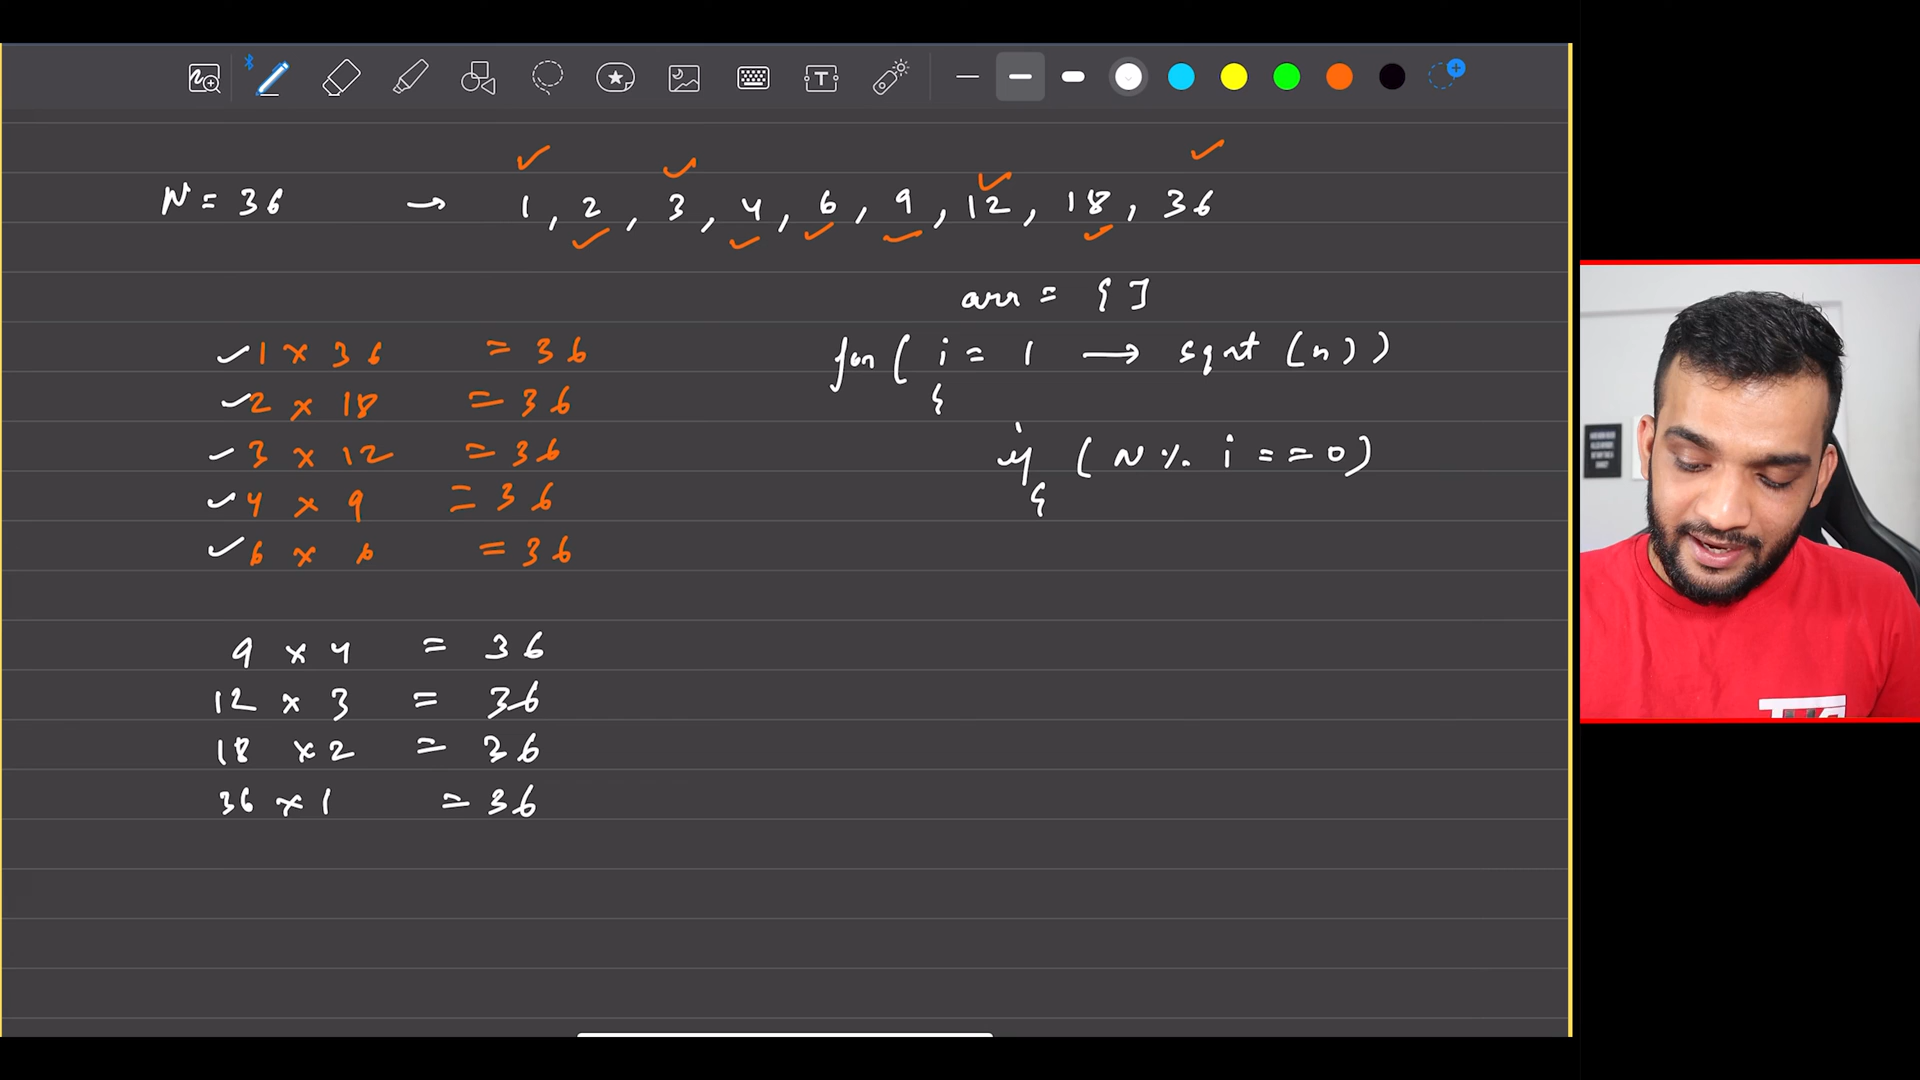 N = 36 → 1, 2, 3, 4, 6, 9, 12, 18, 36
arr = { ]
for( i = 1 → sqrt (n))
{
if ( N % i == 0)
{
1 × 36 = 36
2 × 18 = 36
3 × 12 = 36
4 × 9 = 36
6 × 6 = 36
9 × 4 = 36
12 × 3 = 36
18 × 2 = 36
36 × 1 = 36
T